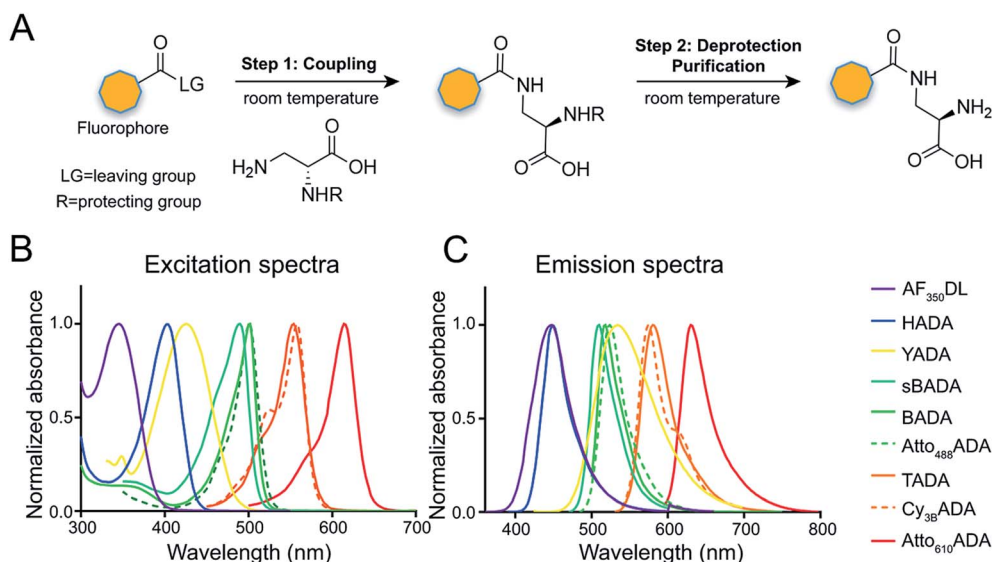 A
O
LG
Fluorophore
LG=leaving group
R=protecting group
Step 1: Coupling
room temperature
O
H₂N
OH
NHR
O
NH
NHR
O
OH
Step 2: Deprotection
Purification
room temperature
O
NH
NH₂
O
OH
B
Excitation spectra
Normalized absorbance
1.0
0.5
0.0
300
400
500
600
700
Wavelength (nm)
C
Emission spectra
Normalized absorbance
1.0
0.5
0.0
400
500
600
700
800
Wavelength (nm)
AF₃₅₀DL
HADA
YADA
sBADA
BADA
Atto₄₈₈ADA
TADA
Cy₃BADA
Atto₆₁₀ADA